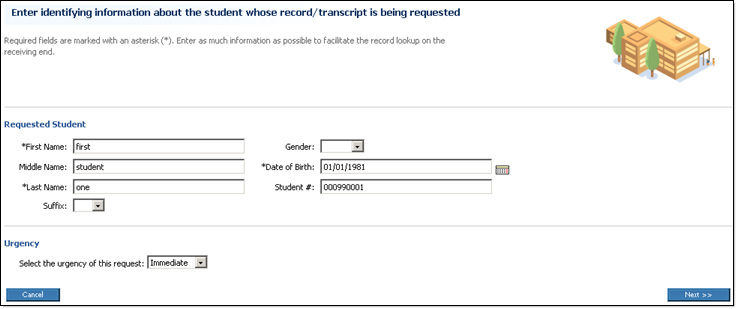 Enter identifying information about the student whose record/transcript is being requested
Required fields are marked with an asterisk (*). Enter as much information as possible to facilitate the record lookup on the
receiving end.
Requested Student
*First Name: first Gender:
Middle Name: student *Date of Birth: 01/01/1981
*Last Name: one Student #: 000990001
Suffix:
Urgency
Select the urgency of this request: Immediate
Cancel Next >>